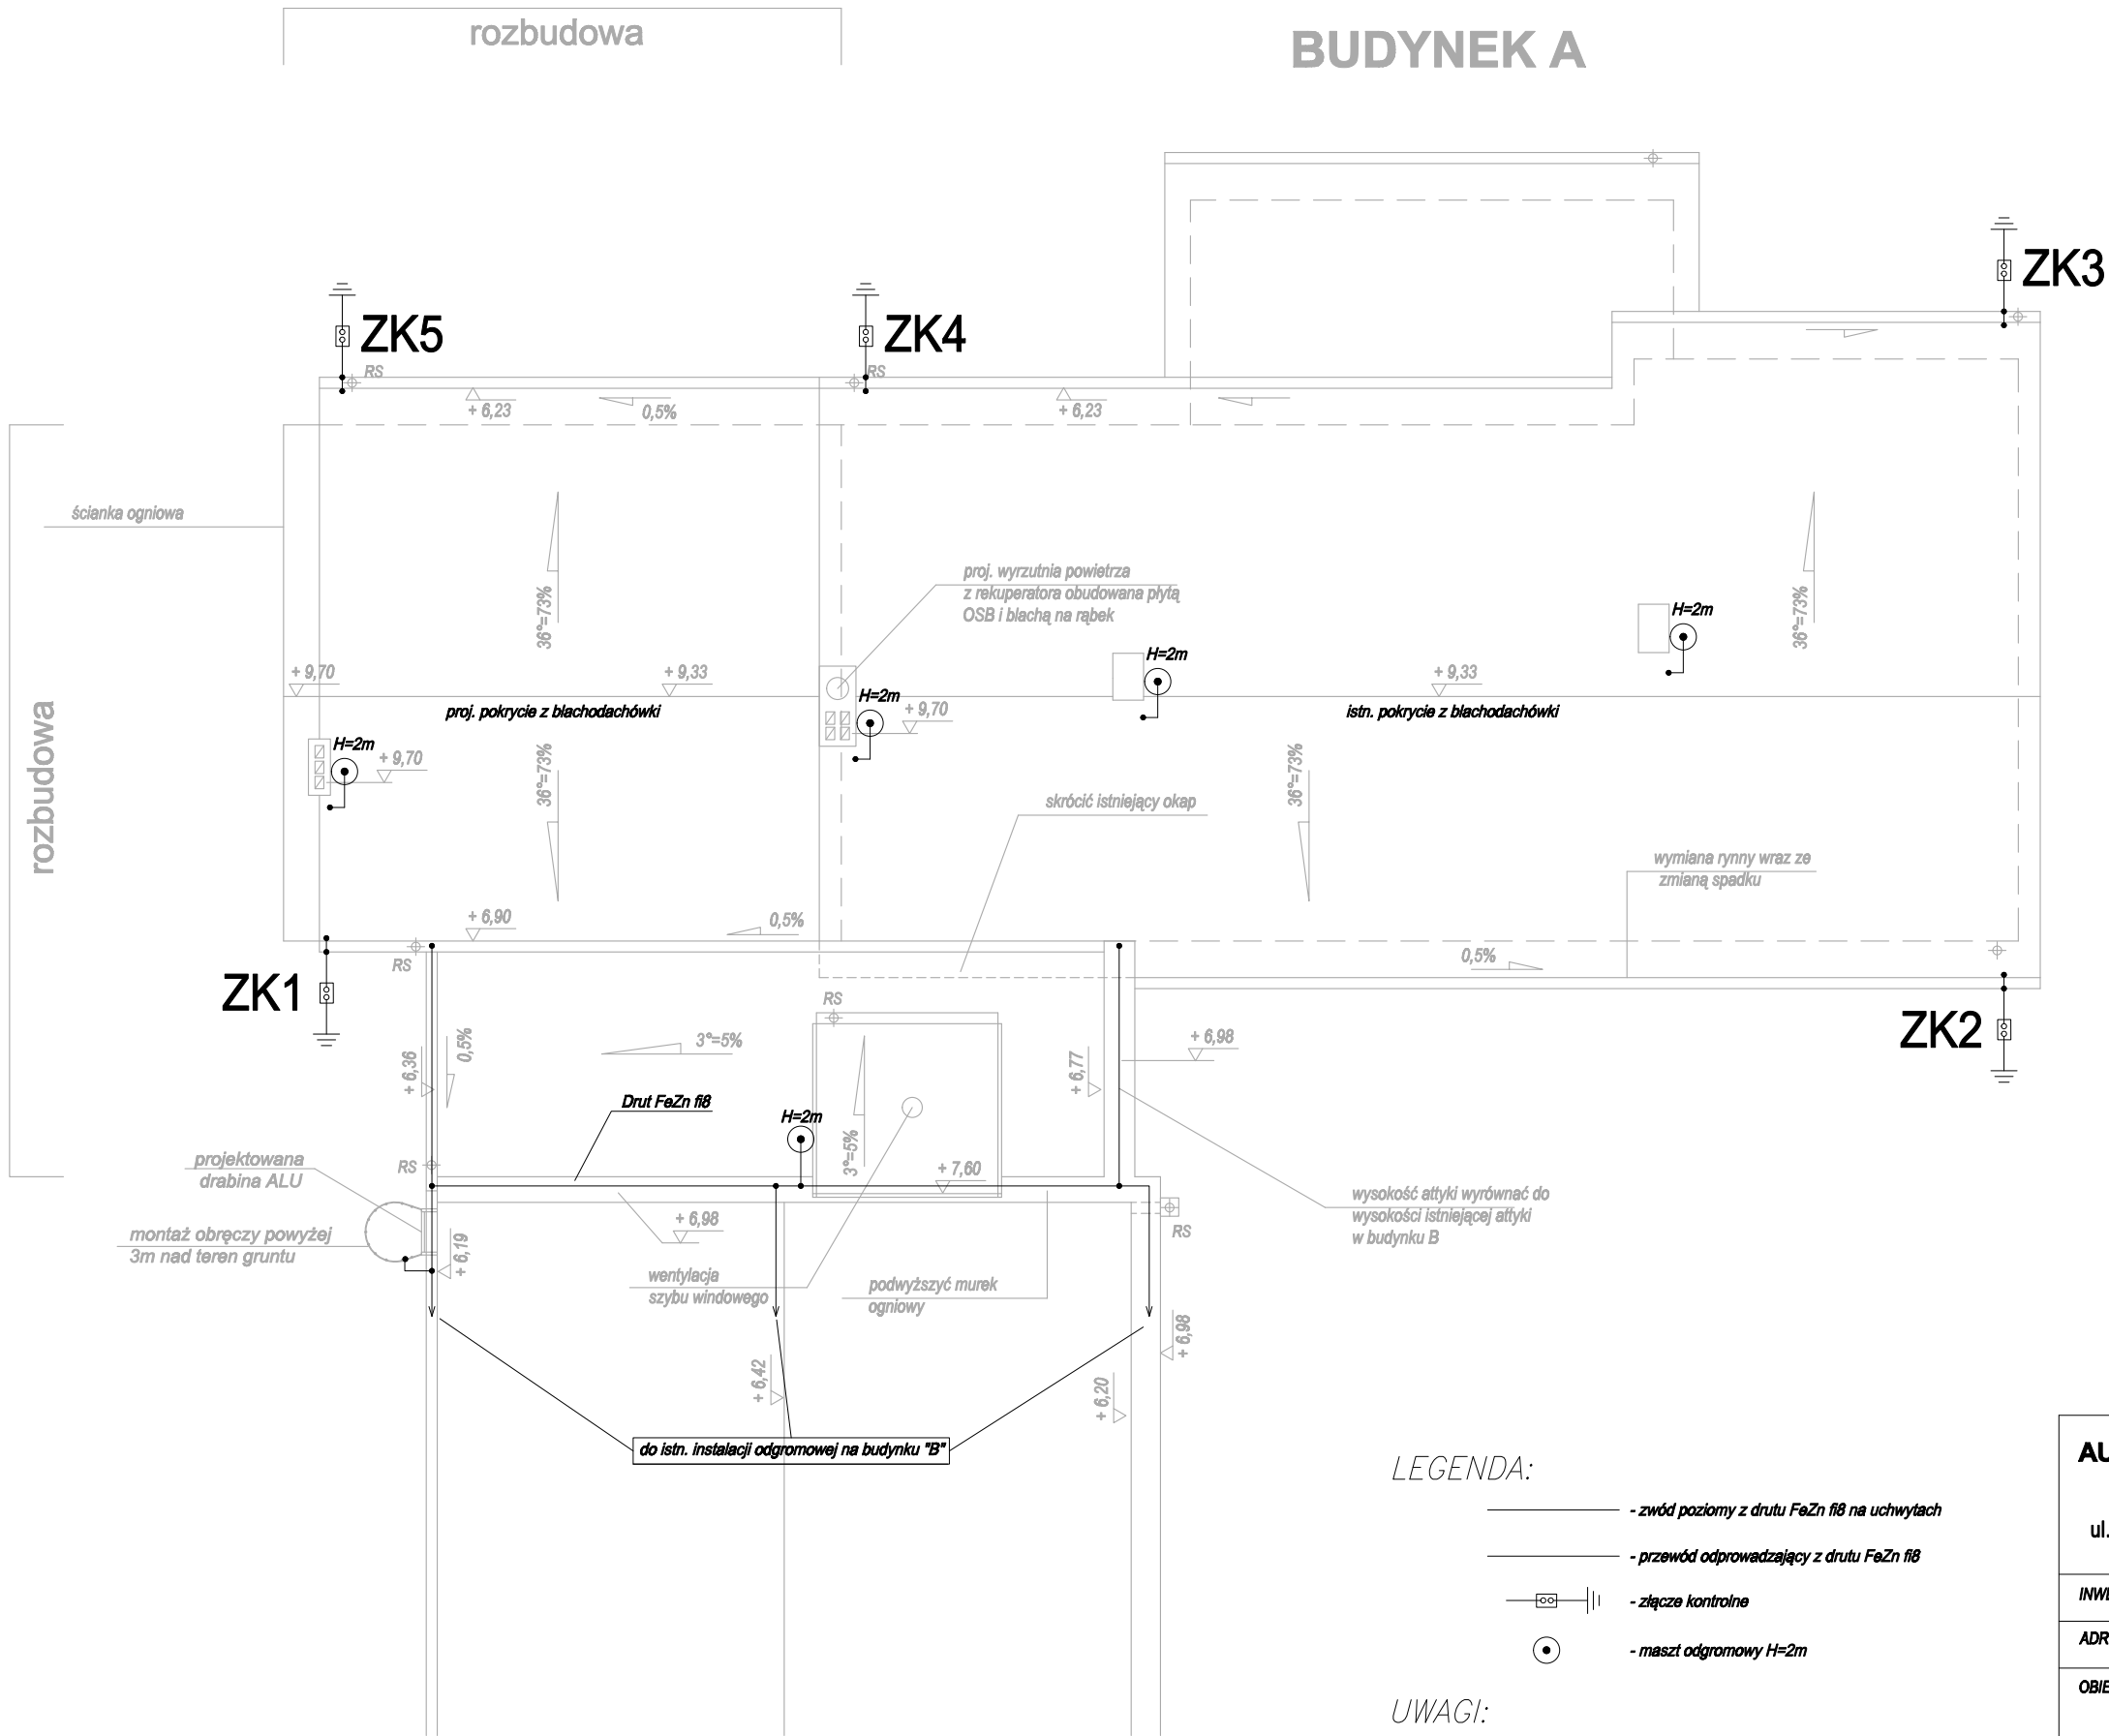 rozbudowa
BUDYNEK A
ZK3
ZK5
ZK4
RS
RS
+ 6,23
0,5%
+ 6,23
ścianka ogniowa
proj. wyrzutnia powietrza
z rekuperatora obudowana płytą
OSB i blachą na rąbek
36°=73%
36°=73%
H=2m
H=2m
+ 9,70
+ 9,33
+ 9,33
H=2m
+ 9,70
proj. pokrycie z blachodachówki
istn. pokrycie z blachodachówki
rozbudowa
H=2m
+ 9,70
36°=73%
36°=73%
skrócić istniejący okap
wymiana rynny wraz ze
zmianą spadku
+ 6,90
0,5%
RS
0,5%
ZK1
RS
ZK2
+ 6,36
0,5%
3°=5%
+ 6,77
+ 6,98
Drut FeZn fi8
H=2m
3°=5%
RS
+ 7,60
projektowana
drabina ALU
montaż obręczy powyżej
3m nad teren gruntu
+ 6,19
+ 6,98
wysokość attyki wyrównać do
wysokości istniejącej attyki
w budynku B
RS
wentylacja
szybu windowego
podwyższyć murek
ogniowy
+ 6,98
+ 6,42
+ 6,20
do istn. instalacji odgromowej na budynku "B"
LEGENDA:
- zwód poziomy z drutu FeZn fi8 na uchwytach
- przewód odprowadzający z drutu FeZn fi8
- złącze kontrolne
- maszt odgromowy H=2m
UWAGI:
AU
ul.
INWE
ADR
OBIE